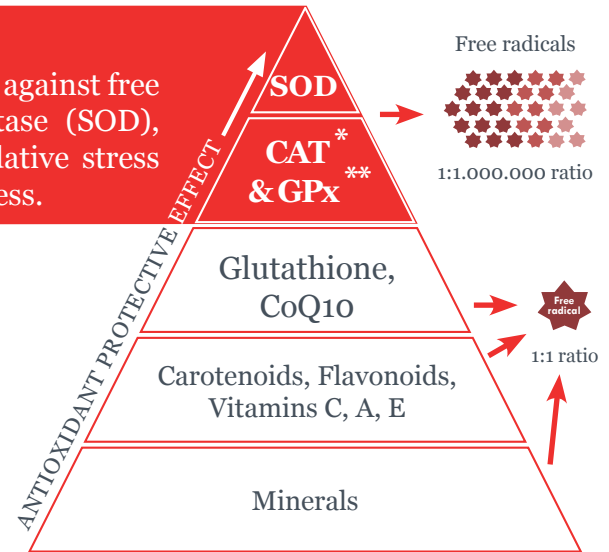 against free
tase (SOD),
lative stress
ess.
ANTIOXIDANT PROTECTIVE EFFECT
SOD
CAT*
& GPx**
Glutathione,
CoQ10
Carotenoids, Flavonoids,
Vitamins C, A, E
Minerals
Free radicals
1:1.000.000 ratio
Free
radical
1:1 ratio